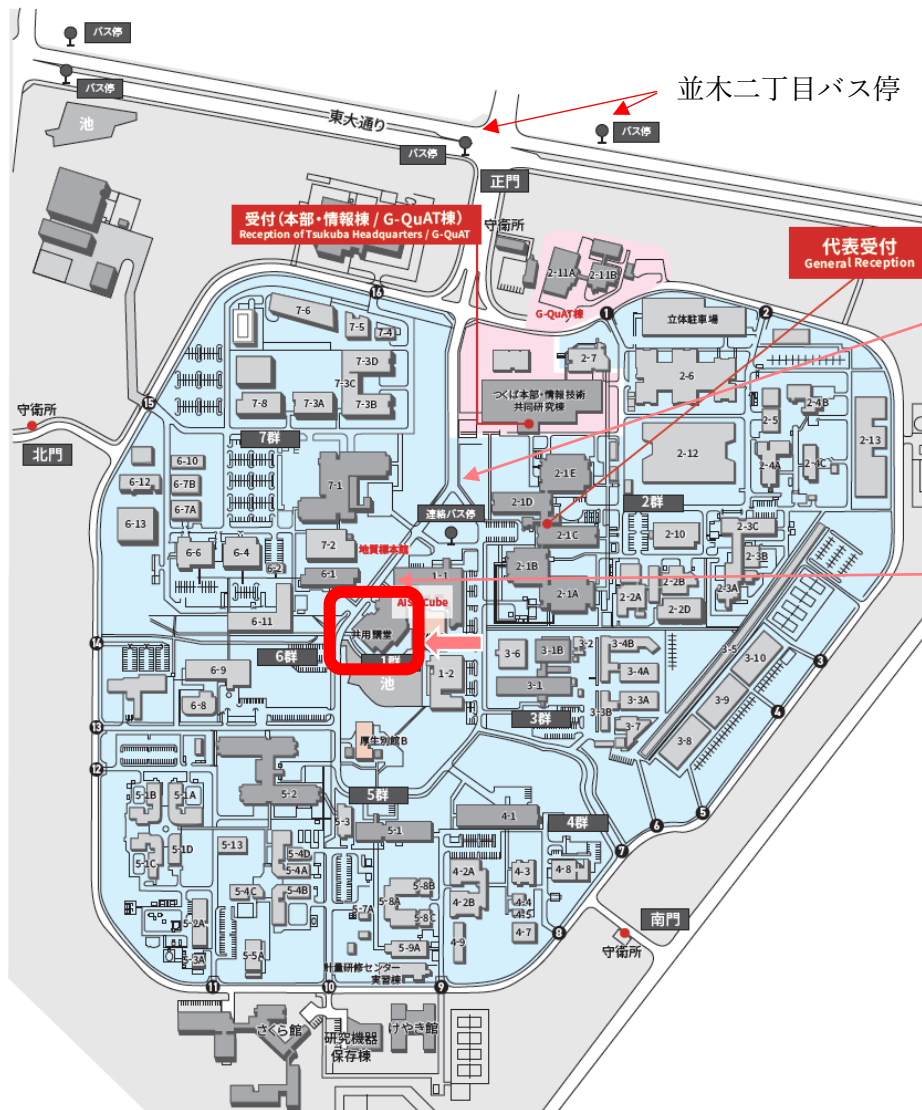 バス停
バス停
並木二丁目バス停
バス停
池
東大通り
バス停
正門
受付(本部・情報棟 / G-QuAT棟)
Reception of Tsukuba Headquarters / G-QuAT
守衛所
代表受付
General Reception
2-11A
2-11B
G-QuAT棟
16
7-6
7-5
7-4
1
立体駐車場
2
7-3D
7-3C
7-3B
7-3A
7-8
2-7
2-6
つくば本部・情報技術
共同研究棟
守衛所
北門
15
7群
2-5
2-4B
2-13
2-12
2-4A
2-4C
6-10
6-12
6-7B
6-7A
6-13
7-1
2-1E
2-1D
2群
連絡バス停
2-1C
2-10
2-3C
7-2
地質標本館
6-6
6-4
6-2
6-1
1-1
2-1B
2-1A
2-2A
2-2B
2-2D
2-3B
2-3A
6-11
共用講堂
14
6群
1群
池
1-2
3-6
3-1B
3-2
3-4B
3-4A
3-5
3-10
3
6-9
6-8
3-1
3-3A
3-3B
3-9
4
3群
3-7
3-8
13
厚生別館B
12
5-2
5-1B
5-1A
5群
5-3
5-1
4-1
4群
5
6
7
5-1C
5-1D
5-13
5-4D
5-4A
5-4C
5-4B
5-8B
5-8A
5-8C
5-7A
4-2A
4-2B
4-3
4-8
4-4
4-5
4-7
8
南門
守衛所
5-2A
5-3A
5-5A
5-9A
4-9
計量研修センター
実習棟
11
10
9
さくら館
研究機器
保存棟
けやき館